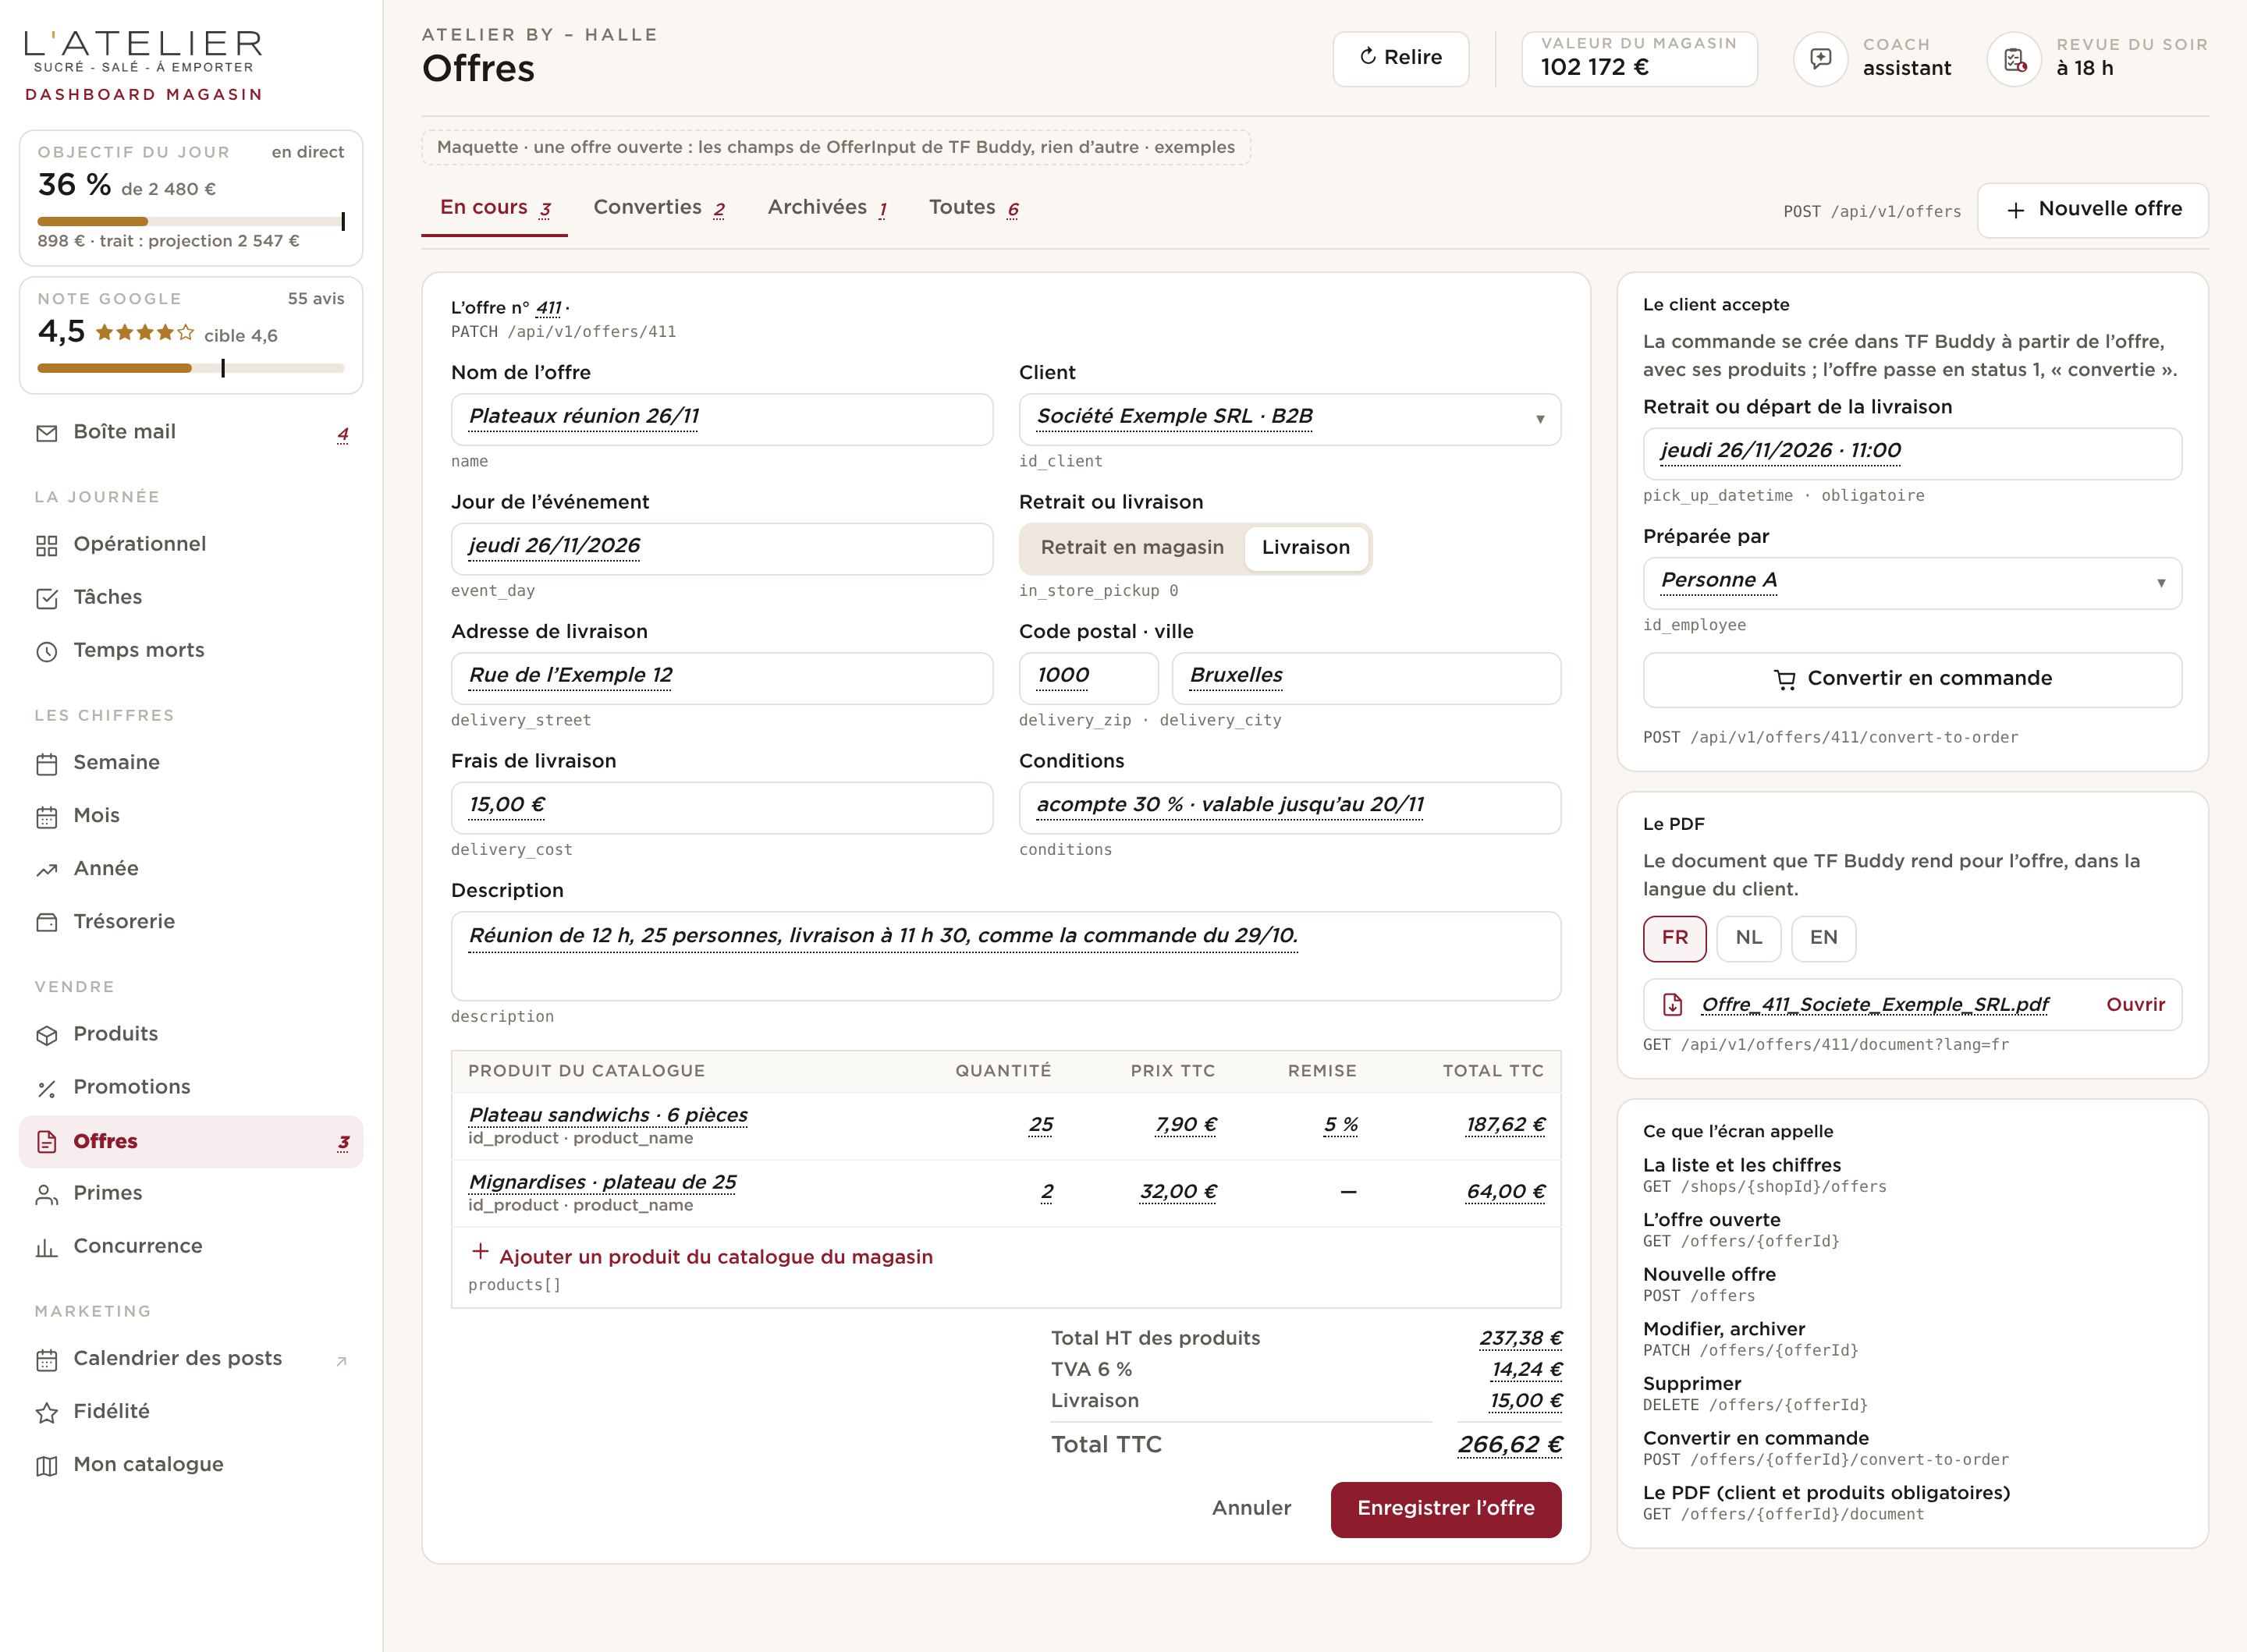 L'ATELIER
SUCRÉ - SALÉ - À EMPORTER
DASHBOARD MAGASIN
OBJECTIF DU JOUR en direct
36 % de 2 480 €
898 € · trait : projection 2 547 €
NOTE GOOGLE 55 avis
4,5 cible 4,6
Boîte mail 4
LA JOURNÉE
Opérationnel
Tâches
Temps morts
LES CHIFFRES
Semaine
Mois
Année
Trésorerie
VENDRE
Produits
Promotions
Offres 3
Primes
Concurrence
MARKETING
Calendrier des posts
Fidélité
Mon catalogue
ATELIER BY – HALLE
Offres
Relire
VALEUR DU MAGASIN
102 172 €
COACH
assistant
REVUE DU SOIR
à 18 h
Maquette · une offre ouverte : les champs de OfferInput de TF Buddy, rien d’autre · exemples
En cours 3 Converties 2 Archivées 1 Toutes 6
POST /api/v1/offers
+ Nouvelle offre
L’offre n° 411 ·
PATCH /api/v1/offers/411
Nom de l’offre
Plateaux réunion 26/11
name
Client
Société Exemple SRL · B2B
id_client
Jour de l’événement
jeudi 26/11/2026
event_day
Retrait ou livraison
Retrait en magasin Livraison
in_store_pickup 0
Adresse de livraison
Rue de l’Exemple 12
delivery_street
Code postal · ville
1000 Bruxelles
delivery_zip · delivery_city
Frais de livraison
15,00 €
delivery_cost
Conditions
acompte 30 % · valable jusqu’au 20/11
conditions
Description
Réunion de 12 h, 25 personnes, livraison à 11 h 30, comme la commande du 29/10.
description
PRODUIT DU CATALOGUE QUANTITÉ PRIX TTC REMISE TOTAL TTC
Plateau sandwichs · 6 pièces 25 7,90 € 5 % 187,62 €
id_product · product_name
Mignardises · plateau de 25 2 32,00 € — 64,00 €
id_product · product_name
+ Ajouter un produit du catalogue du magasin
products[]
Total HT des produits 237,38 €
TVA 6 % 14,24 €
Livraison 15,00 €
Total TTC 266,62 €
Annuler Enregistrer l’offre
Le client accepte
La commande se crée dans TF Buddy à partir de l’offre,
avec ses produits ; l’offre passe en status 1, « convertie ».
Retrait ou départ de la livraison
jeudi 26/11/2026 · 11:00
pick_up_datetime · obligatoire
Préparée par
Personne A
id_employee
Convertir en commande
POST /api/v1/offers/411/convert-to-order
Le PDF
Le document que TF Buddy rend pour l’offre, dans la
langue du client.
FR NL EN
Offre_411_Societe_Exemple_SRL.pdf Ouvrir
GET /api/v1/offers/411/document?lang=fr
Ce que l’écran appelle
La liste et les chiffres
GET /shops/{shopId}/offers
L’offre ouverte
GET /offers/{offerId}
Nouvelle offre
POST /offers
Modifier, archiver
PATCH /offers/{offerId}
Supprimer
DELETE /offers/{offerId}
Convertir en commande
POST /offers/{offerId}/convert-to-order
Le PDF (client et produits obligatoires)
GET /offers/{offerId}/document